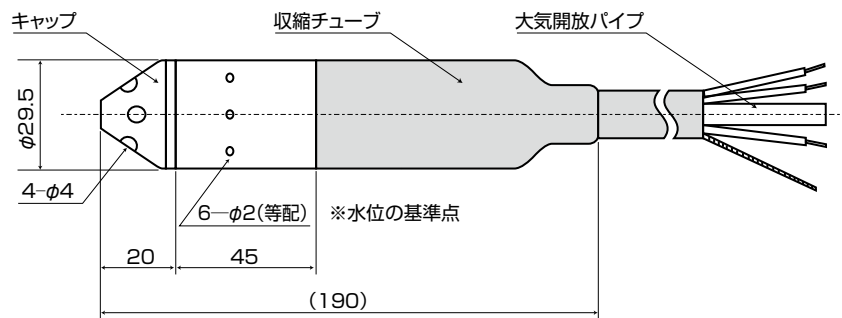 キャップ
収縮チューブ
大気開放パイプ
φ29.5
4-φ4
6―φ2(等配)
※水位の基準点
20
45
(190)